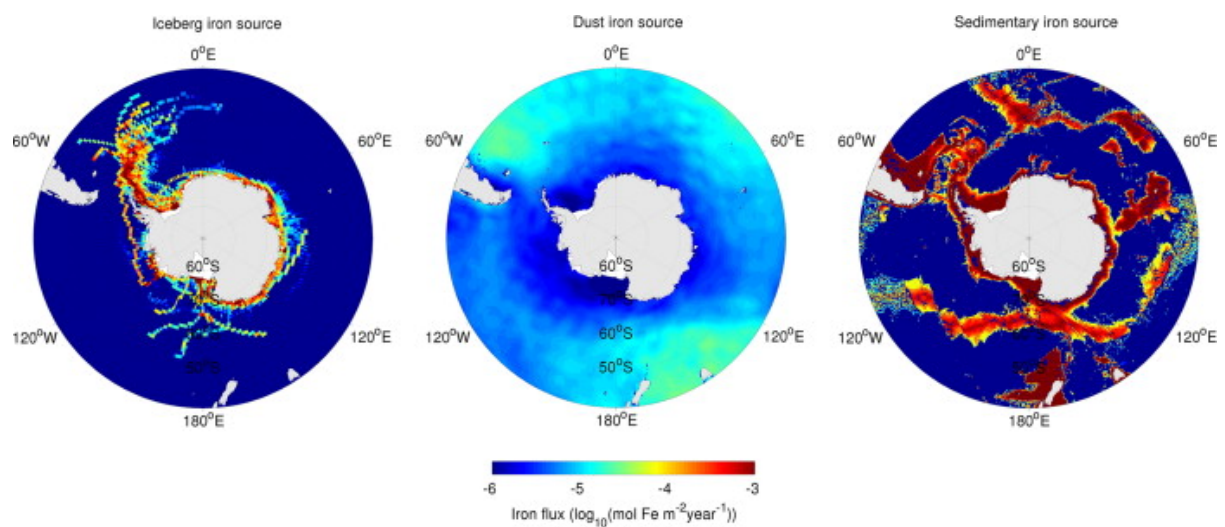 Iceberg iron source
Dust iron source
Sedimentary iron source
0°E
0°E
0°E
60°W
60°E
60°W
60°E
60°W
60°E
60°S
60°S
70°S
60°S
50°S
60°S
120°W
120°E
120°W
120°E
120°W
120°E
180°E
180°E
180°E
-6
-5
-4
-3
Iron flux (log10(mol Fe m-2year-1))